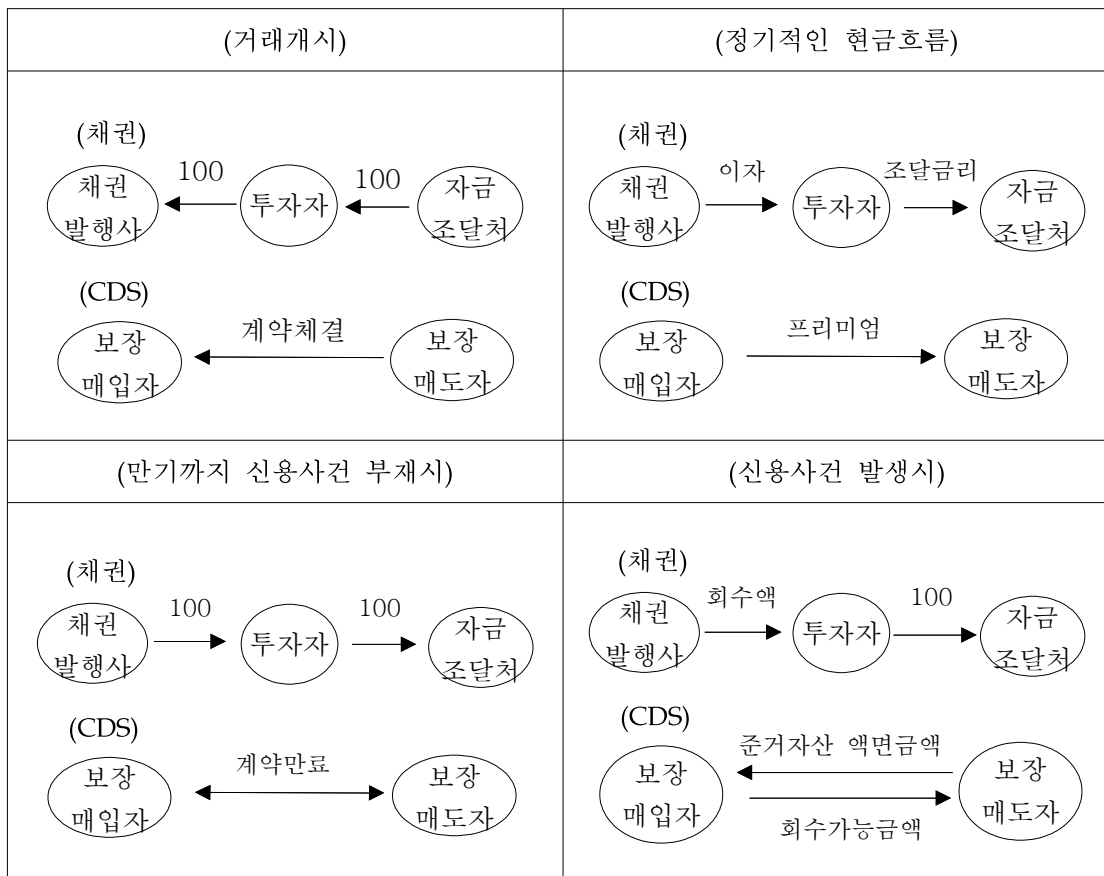 (거래개시)
(채권)
채권
발행사
100
투자자
100
자금
조달처
(CDS)
보장
매입자
계약체결
보장
매도자
(정기적인 현금흐름)
(채권)
채권
발행사
이자
투자자
조달금리
자금
조달처
(CDS)
보장
매입자
프리미엄
보장
매도자
(만기까지 신용사건 부재시)
(채권)
채권
발행사
100
투자자
100
자금
조달처
(CDS)
보장
매입자
계약만료
보장
매도자
(신용사건 발생시)
(채권)
채권
발행사
회수액
투자자
100
자금
조달처
(CDS)
보장
매입자
준거자산 액면금액
회수가능금액
보장
매도자